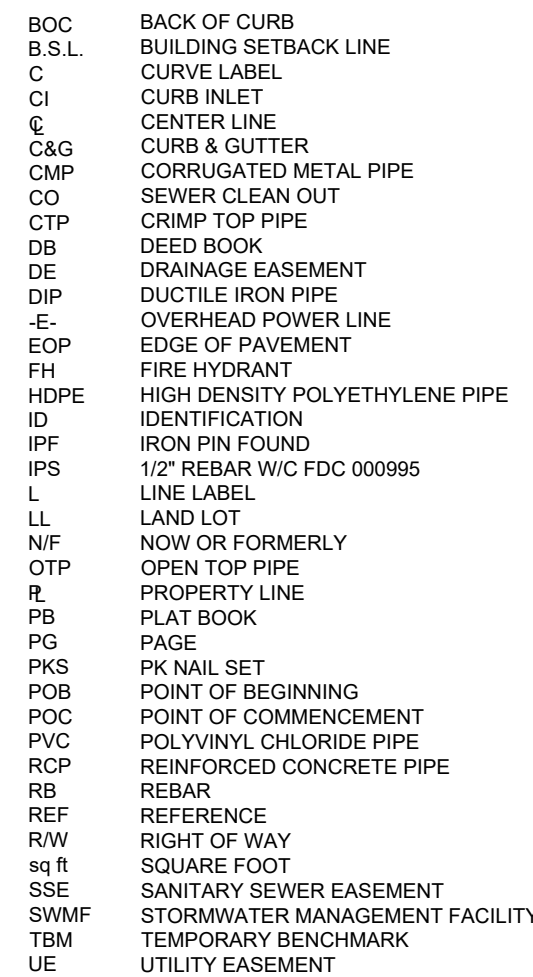 BOC BACK OF CURB
B.S.L. BUILDING SETBACK LINE
C CURVE LABEL
CI CURB INLET
℄ CENTER LINE
C&G CURB & GUTTER
CMP CORRUGATED METAL PIPE
CO SEWER CLEAN OUT
CTP CRIMP TOP PIPE
DB DEED BOOK
DE DRAINAGE EASEMENT
DIP DUCTILE IRON PIPE
-E- OVERHEAD POWER LINE
EOP EDGE OF PAVEMENT
FH FIRE HYDRANT
HDPE HIGH DENSITY POLYETHYLENE PIPE
ID IDENTIFICATION
IPF IRON PIN FOUND
IPS 1/2" REBAR W/C FDC 000995
L LINE LABEL
LL LAND LOT
N/F NOW OR FORMERLY
OTP OPEN TOP PIPE
PL PROPERTY LINE
PB PLAT BOOK
PG PAGE
PKS PK NAIL SET
POB POINT OF BEGINNING
POC POINT OF COMMENCEMENT
PVC POLYVINYL CHLORIDE PIPE
RCP REINFORCED CONCRETE PIPE
RB REBAR
REF REFERENCE
R/W RIGHT OF WAY
sq ft SQUARE FOOT
SSE SANITARY SEWER EASEMENT
SWMF STORMWATER MANAGEMENT FACILITY
TBM TEMPORARY BENCHMARK
UE UTILITY EASEMENT